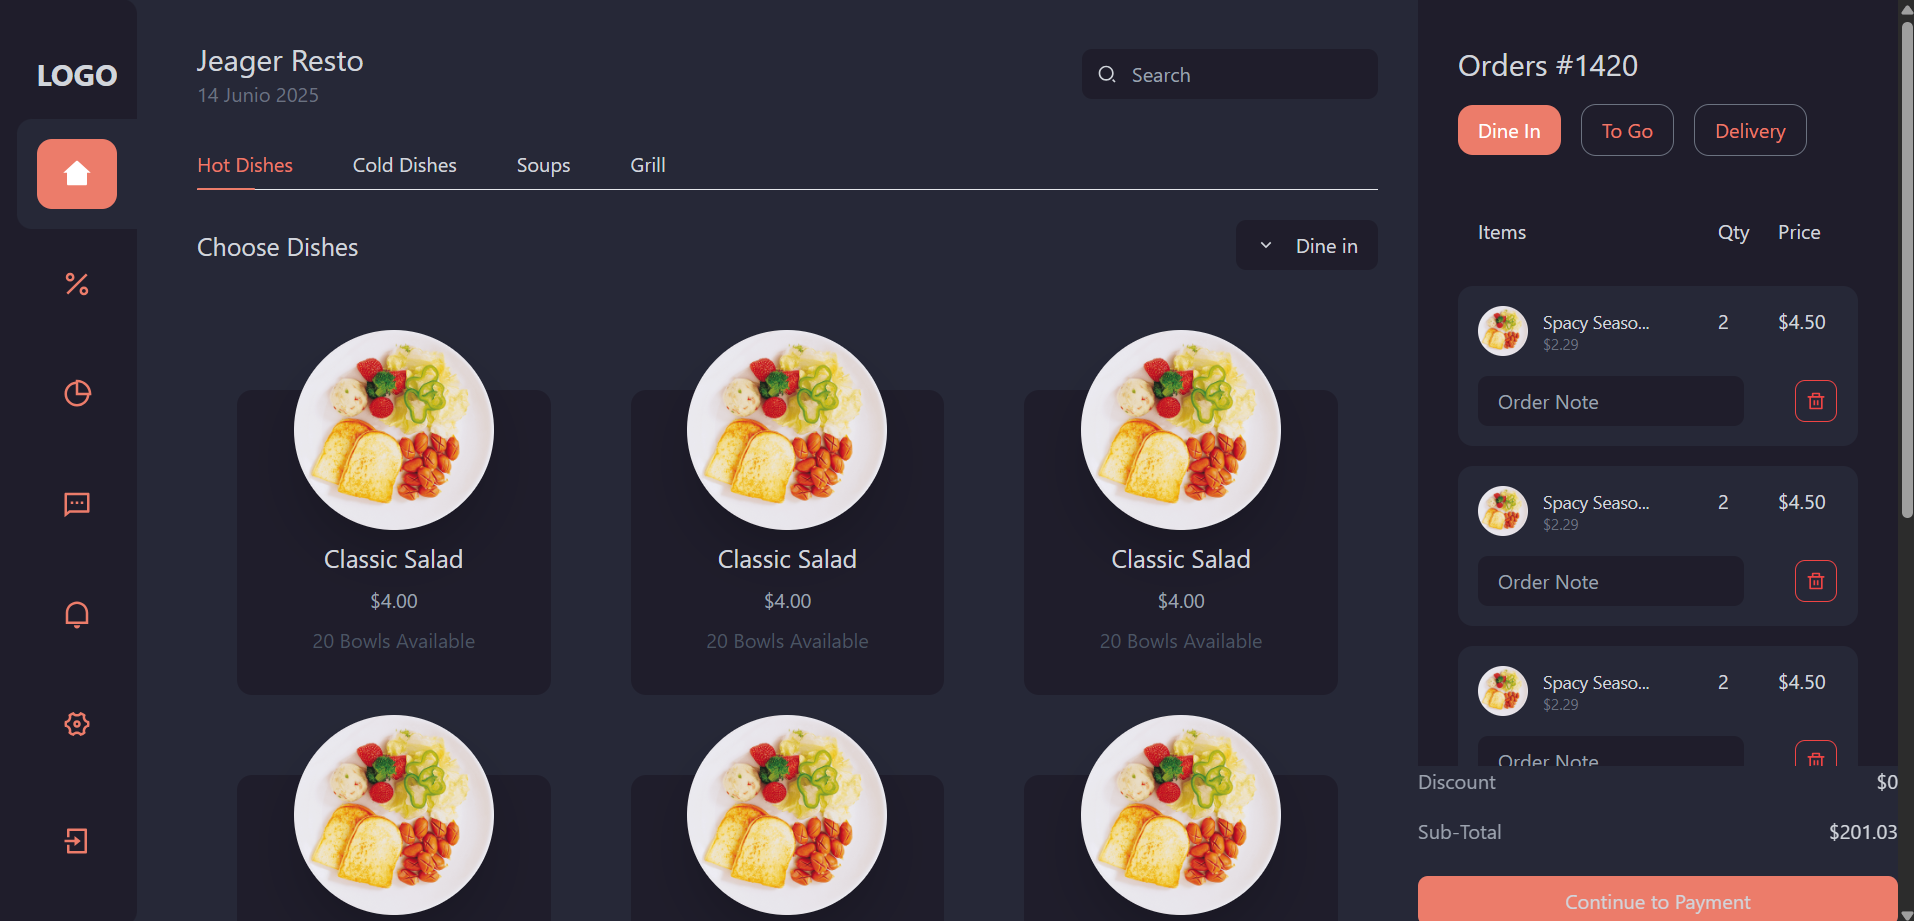 LOGO
Jeager Resto
14 Junio 2025
Search
Hot Dishes Cold Dishes Soups Grill
Choose Dishes
Dine in
Classic Salad
$4.00
20 Bowls Available
Classic Salad
$4.00
20 Bowls Available
Classic Salad
$4.00
20 Bowls Available
Orders #1420
Dine In To Go Delivery
Items Qty Price
Spacy Seaso... 2 $4.50
$2.29
Order Note
Spacy Seaso... 2 $4.50
$2.29
Order Note
Spacy Seaso... 2 $4.50
$2.29
Order Note
Discount $0
Sub-Total $201.03
Continue to Payment